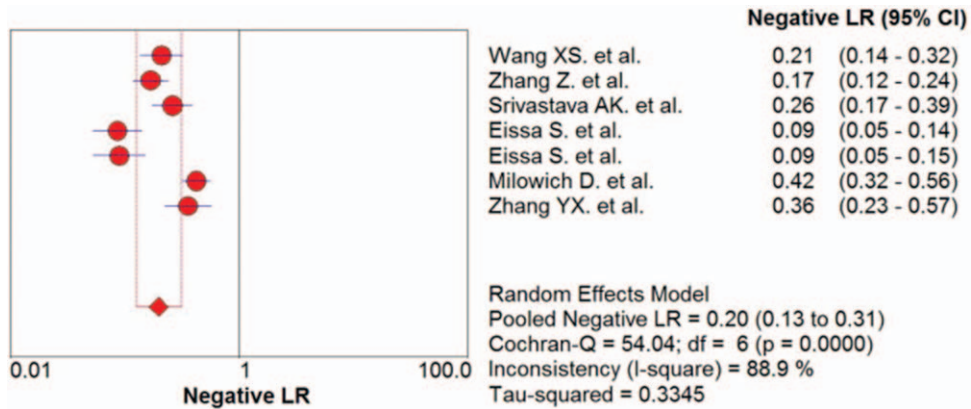 Negative LR (95% CI)
Wang XS. et al. 0.21 (0.14 - 0.32)
Zhang Z. et al. 0.17 (0.12 - 0.24)
Srivastava AK. et al. 0.26 (0.17 - 0.39)
Eissa S. et al. 0.09 (0.05 - 0.14)
Eissa S. et al. 0.09 (0.05 - 0.15)
Milowich D. et al. 0.42 (0.32 - 0.56)
Zhang YX. et al. 0.36 (0.23 - 0.57)
Random Effects Model
Pooled Negative LR = 0.20 (0.13 to 0.31)
Cochran-Q = 54.04; df = 6 (p = 0.0000)
Inconsistency (I-square) = 88.9 %
Tau-squared = 0.3345
0.01 1 100.0
Negative LR